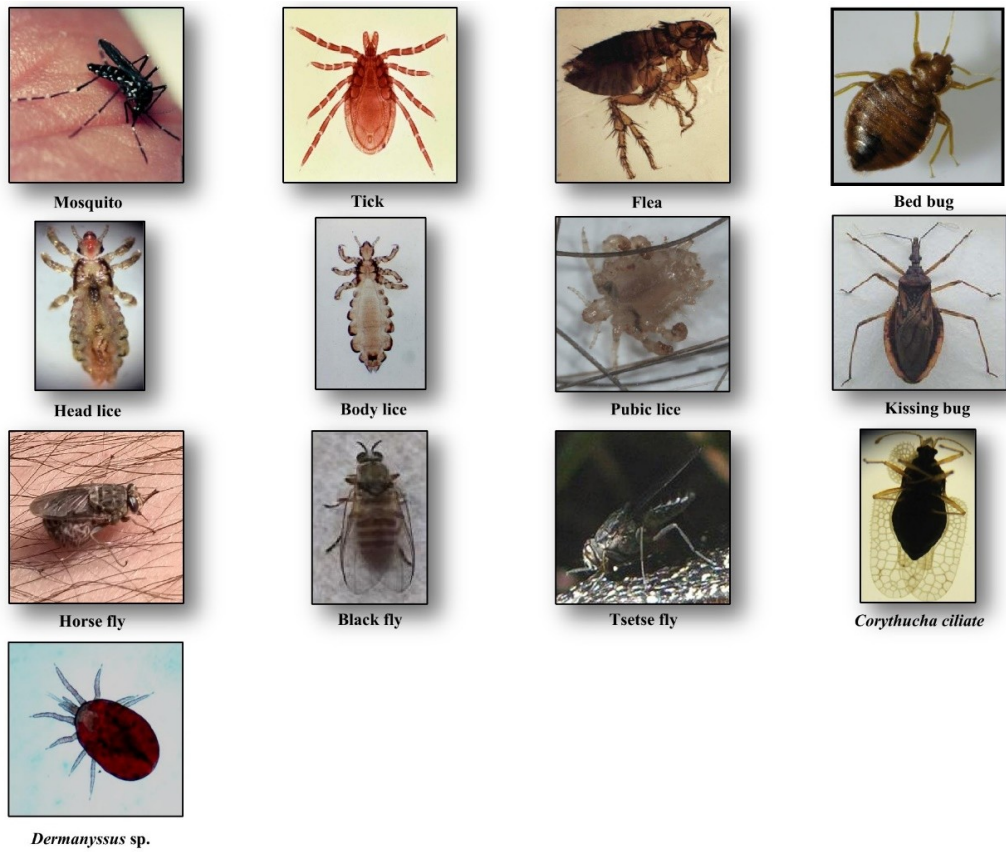 Mosquito
Tick
Flea
Bed bug
Head lice
Body lice
Pubic lice
Kissing bug
Horse fly
Black fly
Tsetse fly
Corythucha ciliate
Dermanyssus sp.